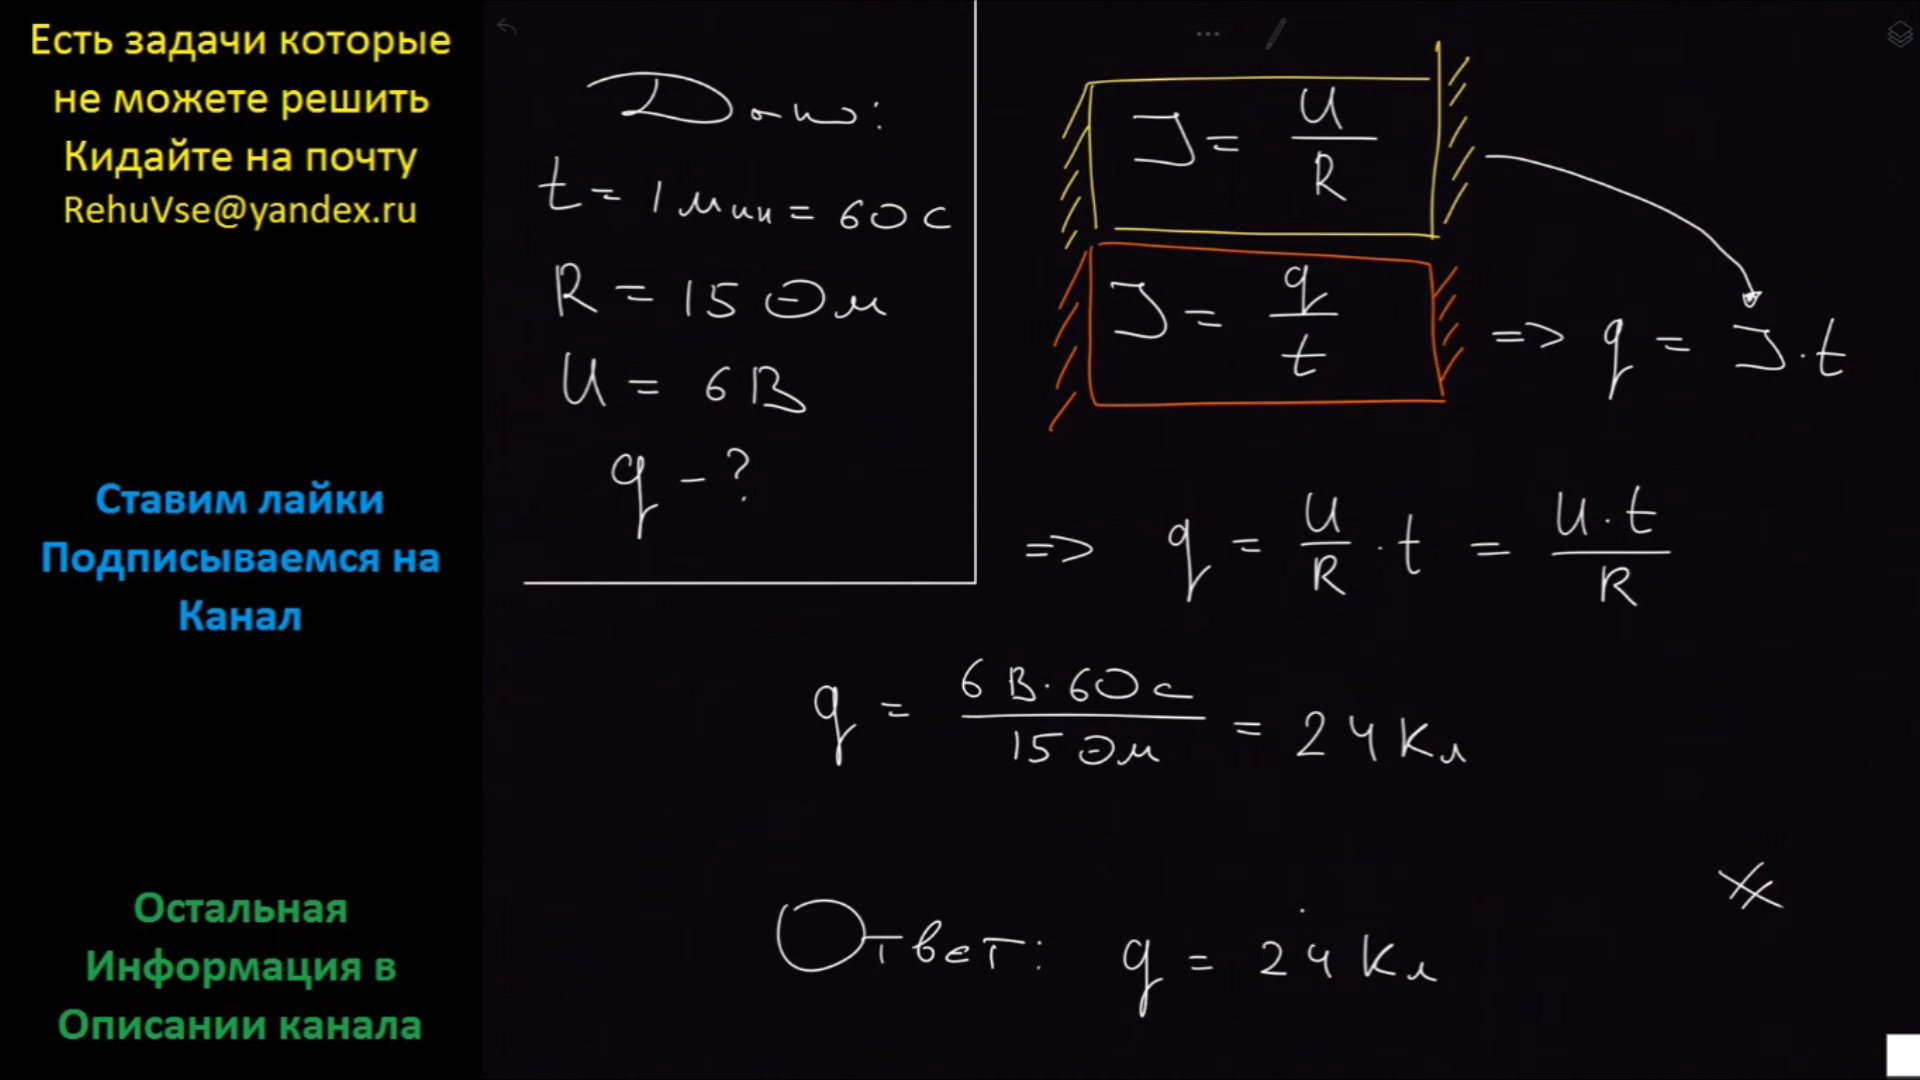 Есть задачи которые
не можете решить
Кидайте на почту
RehuVse@yandex.ru
Ставим лайки
Подписываемся на
Канал
Остальная
Информация в
Описании канала
Дано:
t = 1 мин = 60 с
R = 15 Ом
U = 6 В
q - ?
I = U/R
I = q/t => q = I · t
=> q = U/R · t = U · t/R
q = 6 В · 60 с/15 Ом = 24 Кл
Ответ: q = 24 Кл